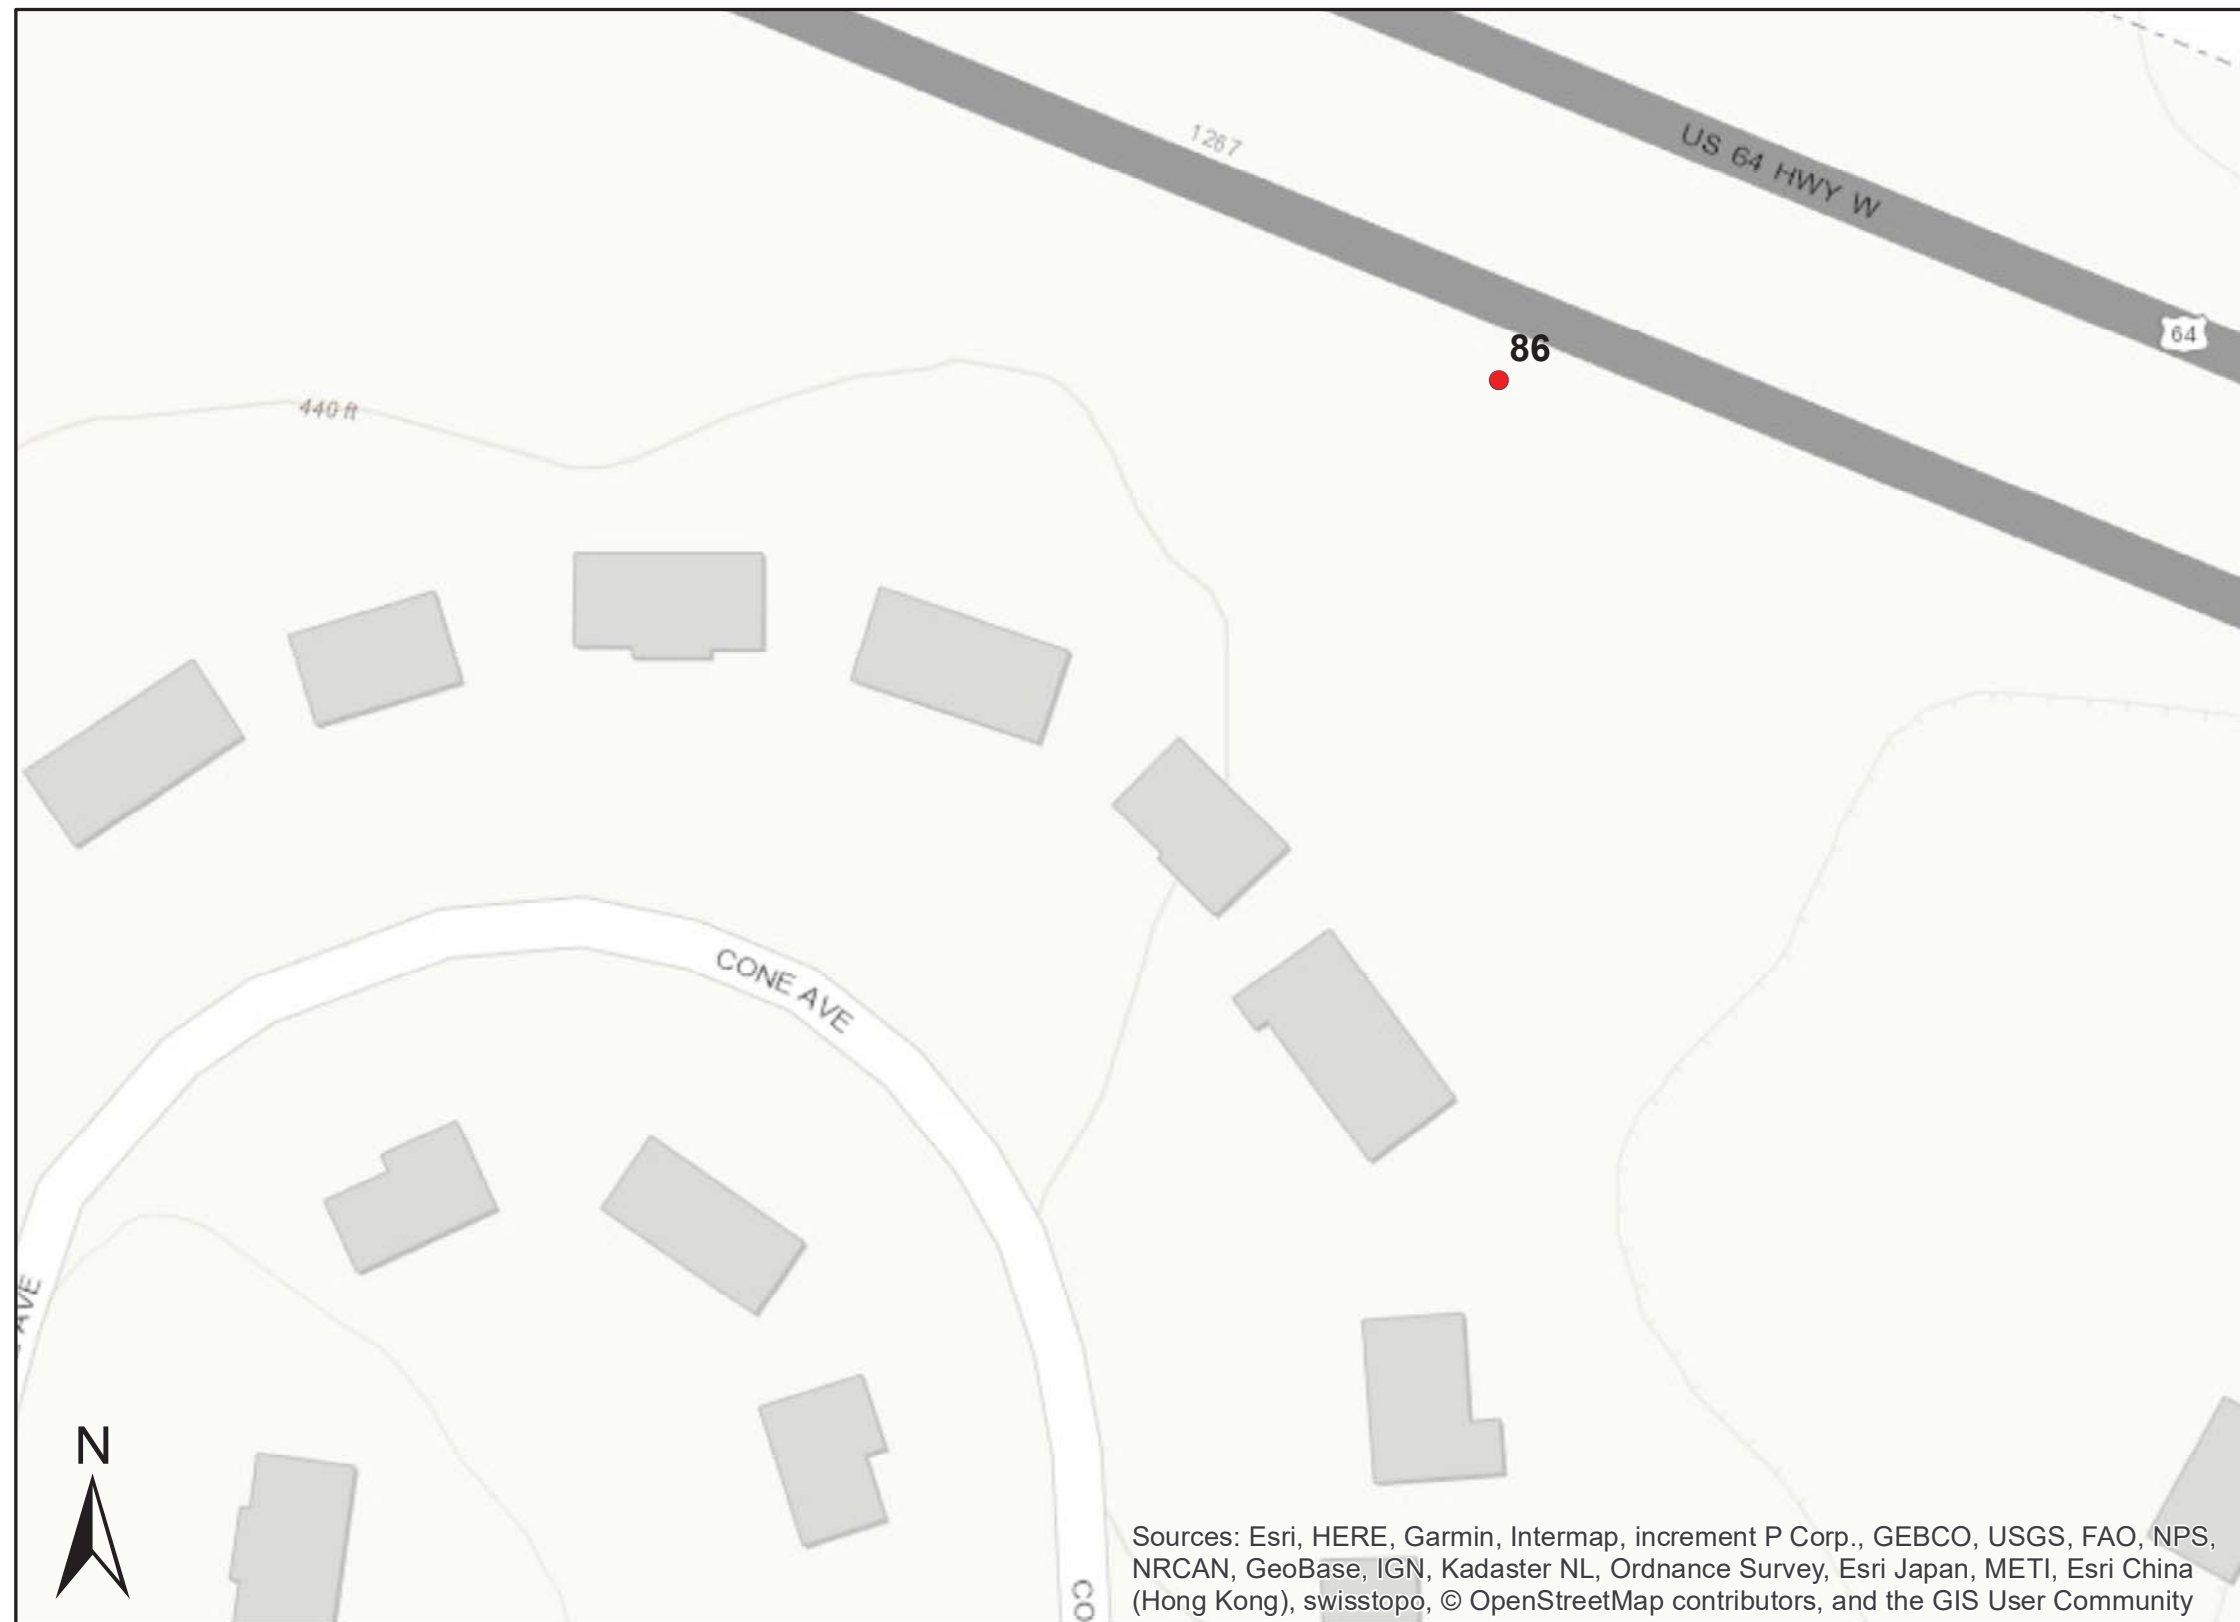 1267
US 64 HWY W
64
86
440 ft
CONE AVE
AVE
N
CO
Sources: Esri, HERE, Garmin, Intermap, increment P Corp., GEBCO, USGS, FAO, NPS,
NRCAN, GeoBase, IGN, Kadaster NL, Ordnance Survey, Esri Japan, METI, Esri China
(Hong Kong), swisstopo, © OpenStreetMap contributors, and the GIS User Community